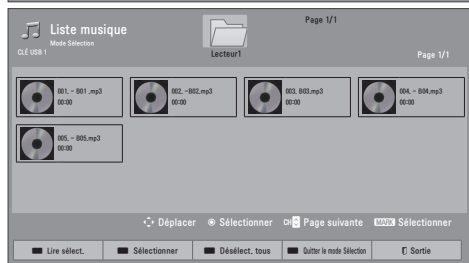 Liste musique
Mode Sélection
CLÉ USB 1
Lecteur1
Page 1/1
Page 1/1
001. - B01 .mp3
00:00
002. -B02.mp3
00:00
003. B03.mp3
00:00
004. - B04.mp3
00:00
005. - B05.mp3
00:00
Déplacer Sélectionner CH Page suivante MARK Sélectionner
Lire sélect. Sélectionner Désélect. tous Quitter le mode Sélection Sortie